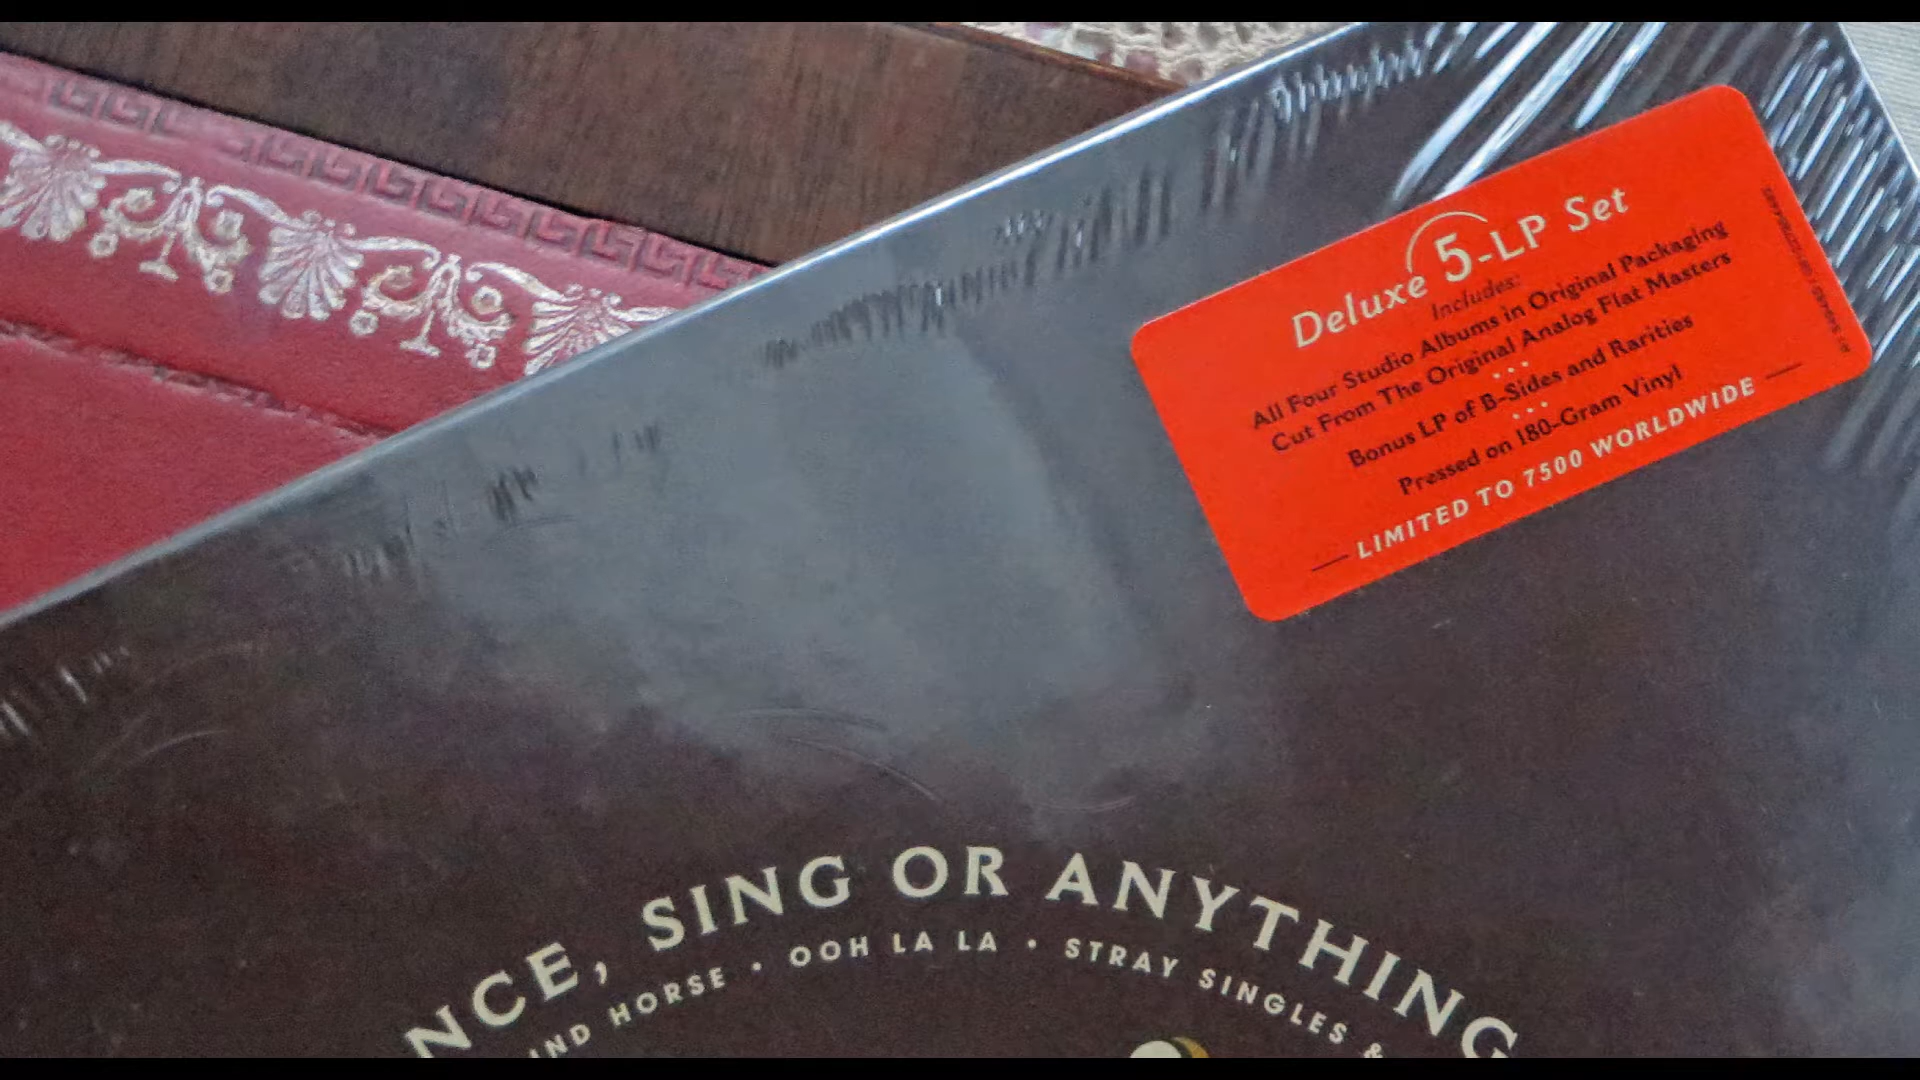 Deluxe 5-LP Set
Includes:
All Four Studio Albums in Original Packaging
Cut From The Original Analog Flat Masters
Bonus LP of B-Sides and Rarities
Pressed on 180-Gram Vinyl
LIMITED TO 7500 WORLDWIDE
NCE, SING OR ANYTHING
IND HORSE • OOH LA LA • STRAY SINGLES &